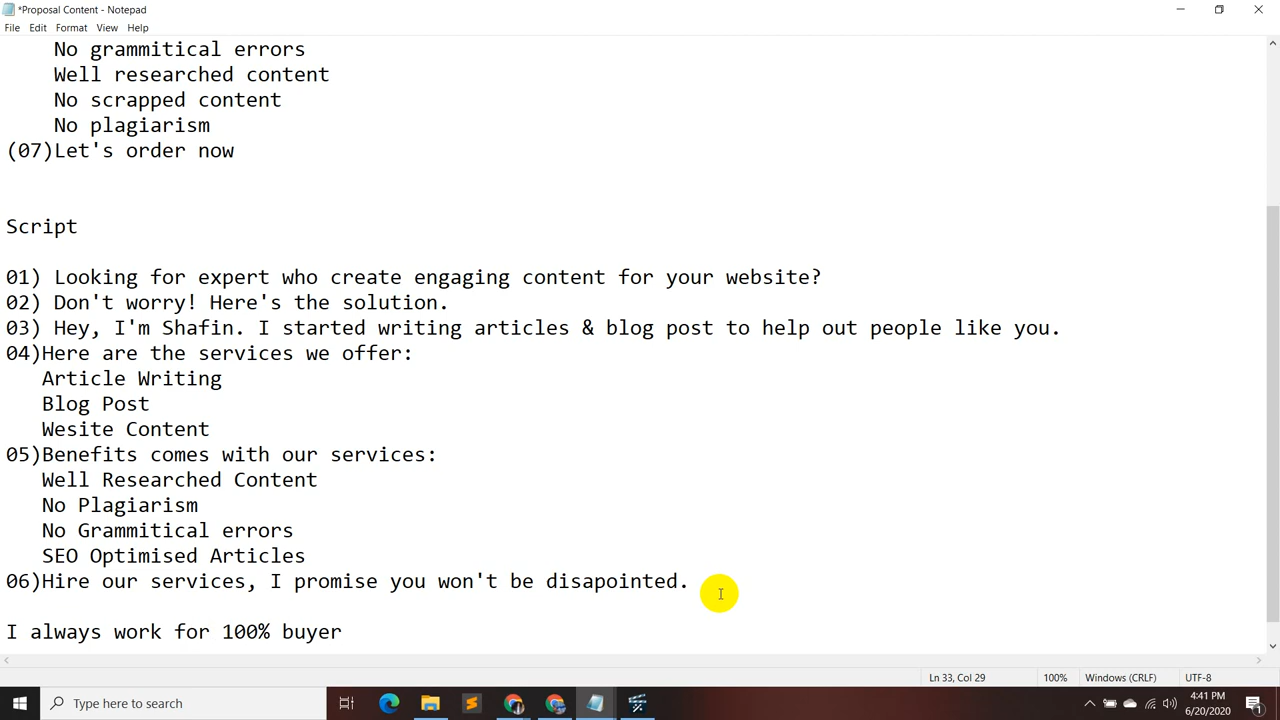 *Proposal Content - Notepad
File Edit Format View Help
No grammitical errors
Well researched content
No scrapped content
No plagiarism
(07)Let's order now
Script
01) Looking for expert who create engaging content for your website?
02) Don't worry! Here's the solution.
03) Hey, I'm Shafin. I started writing articles & blog post to help out people like you.
04)Here are the services we offer:
Article Writing
Blog Post
Wesite Content
05)Benefits comes with our services:
Well Researched Content
No Plagiarism
No Grammitical errors
SEO Optimised Articles
06)Hire our services, I promise you won't be disapointed.
I always work for 100% buyer
Ln 33, Col 29 100% Windows (CRLF) UTF-8
Type here to search
4:41 PM
6/20/2020
1